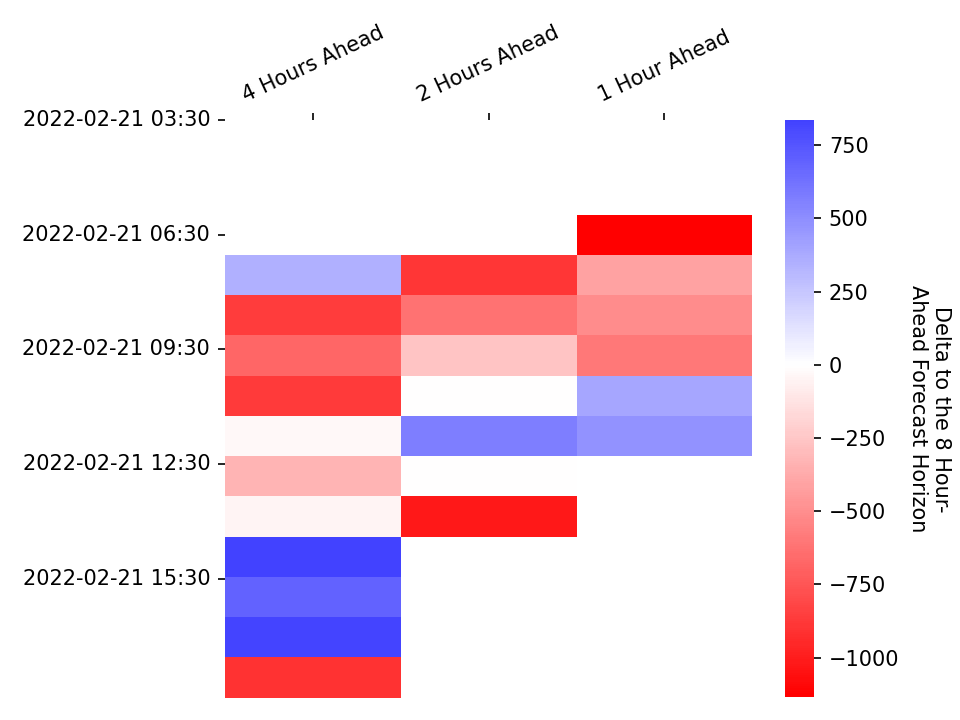 4 Hours Ahead
2 Hours Ahead
1 Hour Ahead
2022-02-21 03:30
2022-02-21 06:30
2022-02-21 09:30
2022-02-21 12:30
2022-02-21 15:30
750
500
250
0
−250
−500
−750
−1000
Delta to the 8 Hour-
Ahead Forecast Horizon